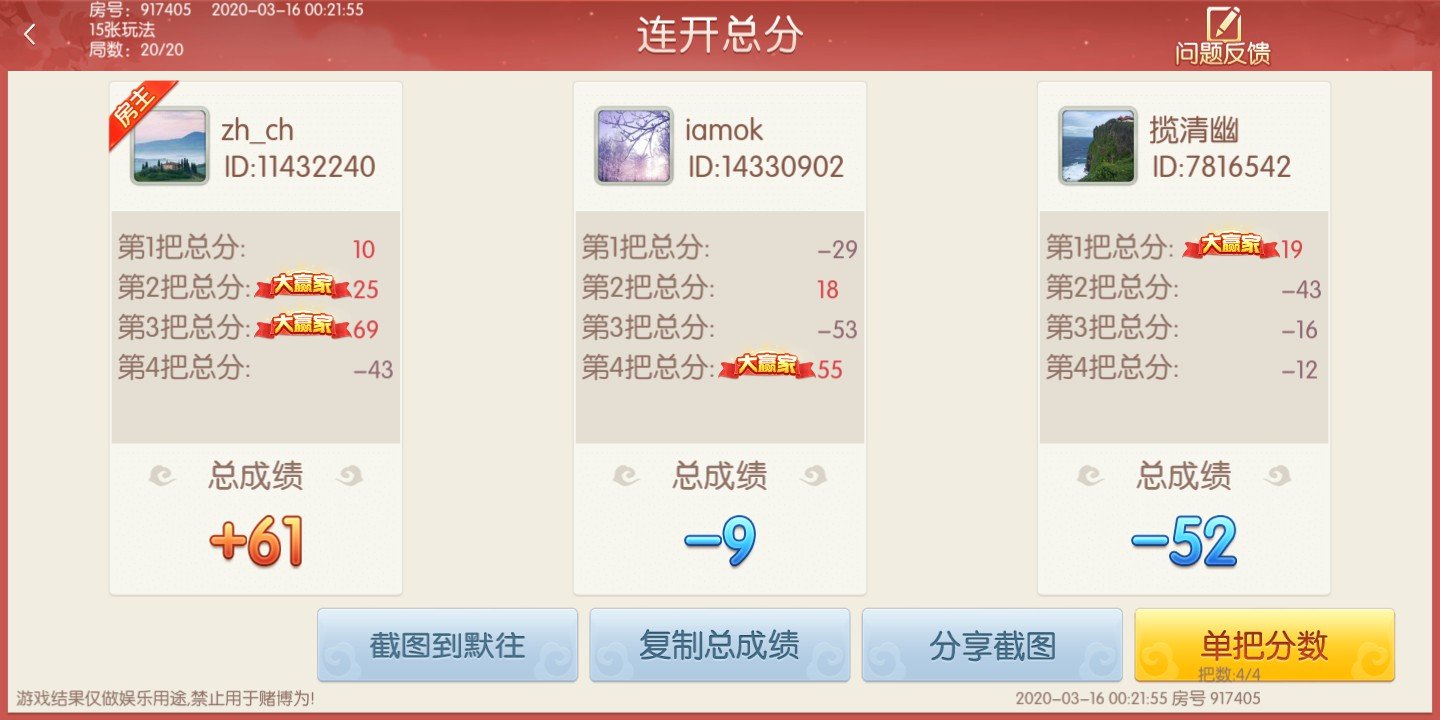 房号：917405 2020-03-16 00:21:55
15张玩法
局数：20/20
连开总分
问题反馈
房主
zh_ch
ID:11432240
第1把总分: 10
第2把总分: 大赢家 25
第3把总分: 大赢家 69
第4把总分: -43
总成绩
+61
iamok
ID:14330902
第1把总分: -29
第2把总分: 18
第3把总分: -53
第4把总分: 大赢家 55
总成绩
-9
揽清幽
ID:7816542
第1把总分: 大赢家 19
第2把总分: -43
第3把总分: -16
第4把总分: -12
总成绩
-52
截图到默往
复制总成绩
分享截图
单把分数
把数:4/4
游戏结果仅做娱乐用途,禁止用于赌博为!
2020-03-16 00:21:55 房号 917405